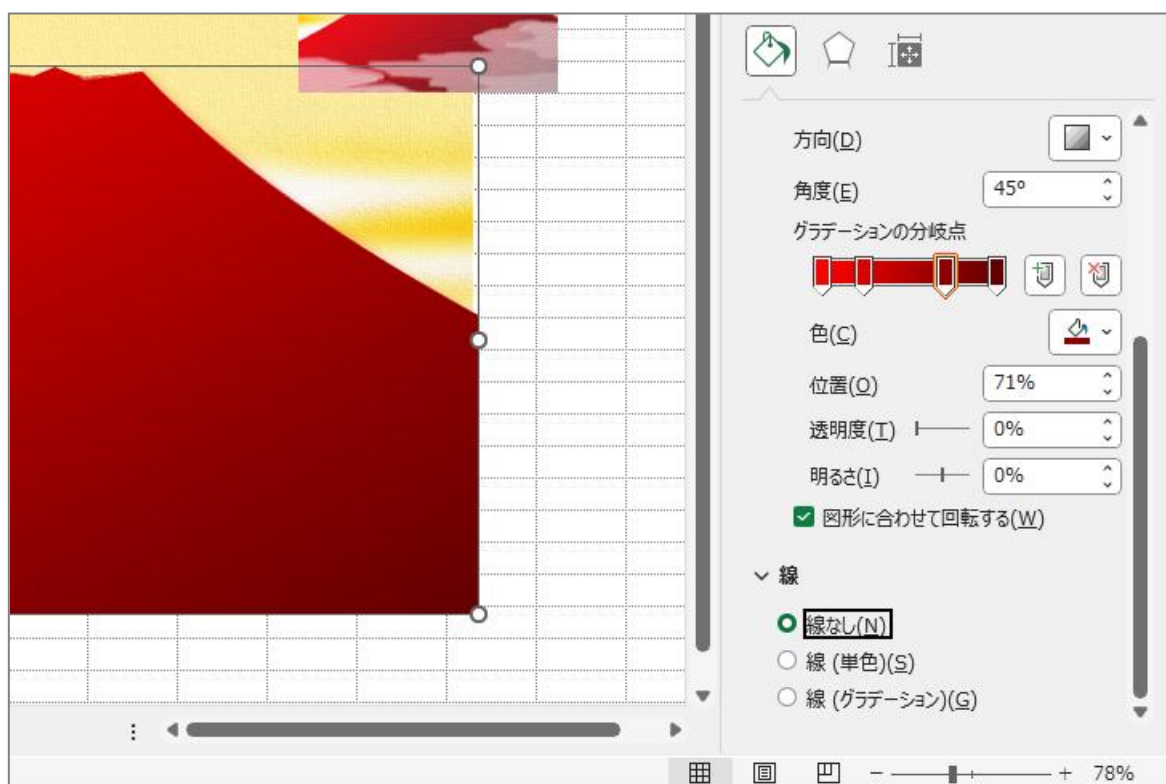 方向(D)
角度(E) 45°
グラデーションの分岐点
色(C)
位置(O) 71%
透明度(T) 0%
明るさ(I) 0%
図形に合わせて回転する(W)
線
線なし(N)
線 (単色)(S)
線 (グラデーション)(G)
78%